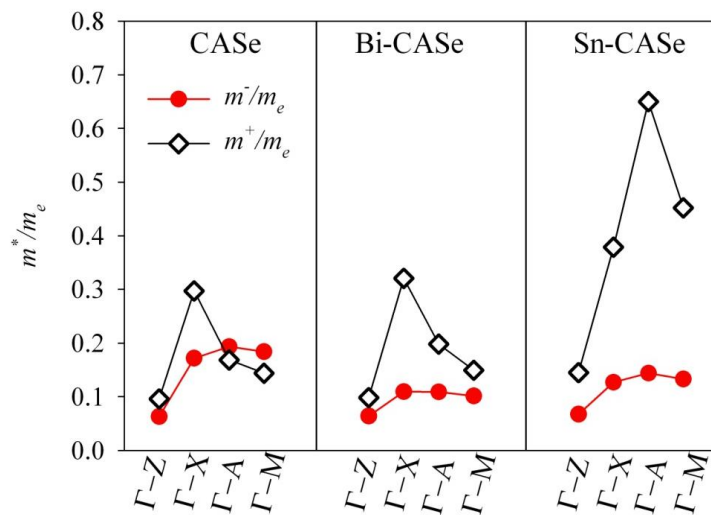 0.8
0.7
0.6
0.5
0.4
0.3
0.2
0.1
0.0
m*/mₑ
CASe
Bi-CASe
Sn-CASe
m⁻/mₑ
m⁺/mₑ
Γ–Z
Γ–X
Γ–A
Γ–M
Γ–Z
Γ–X
Γ–A
Γ–M
Γ–Z
Γ–X
Γ–A
Γ–M